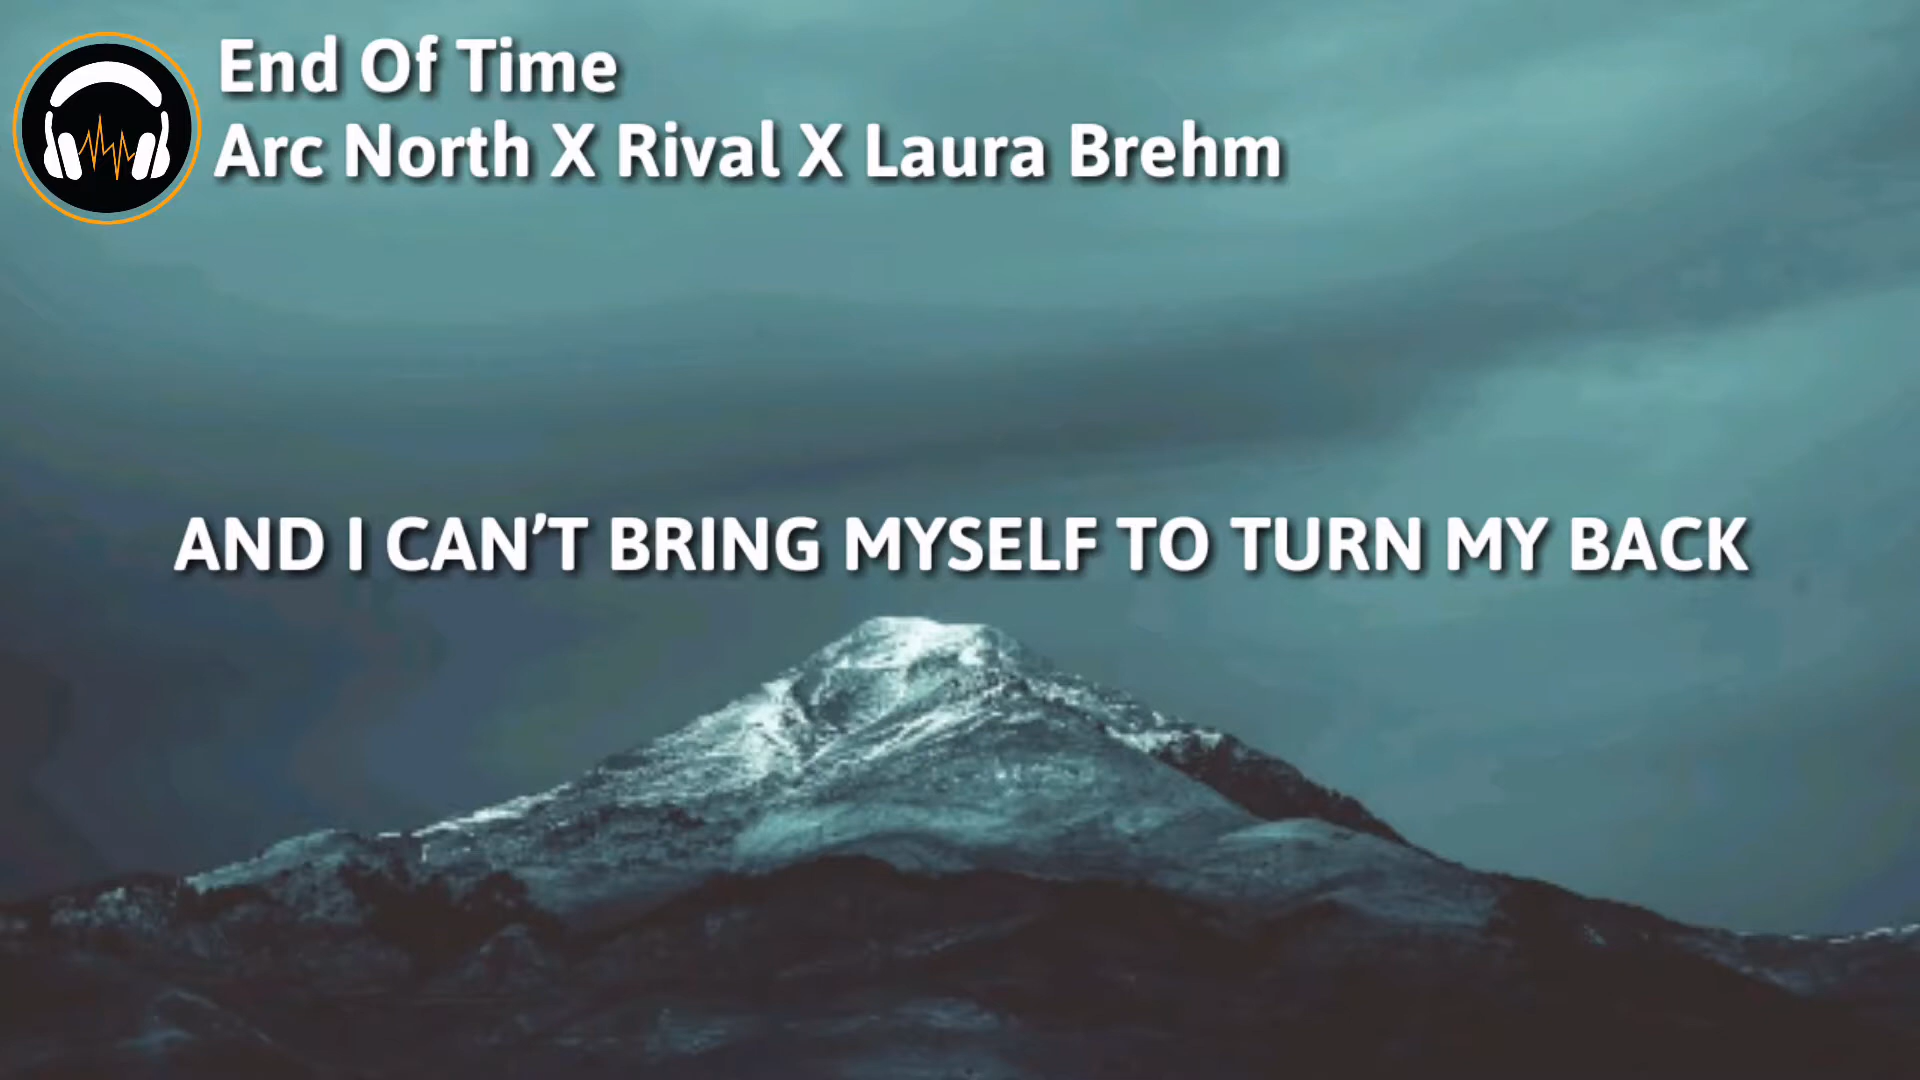 End Of Time
Arc North X Rival X Laura Brehm
AND I CAN’T BRING MYSELF TO TURN MY BACK